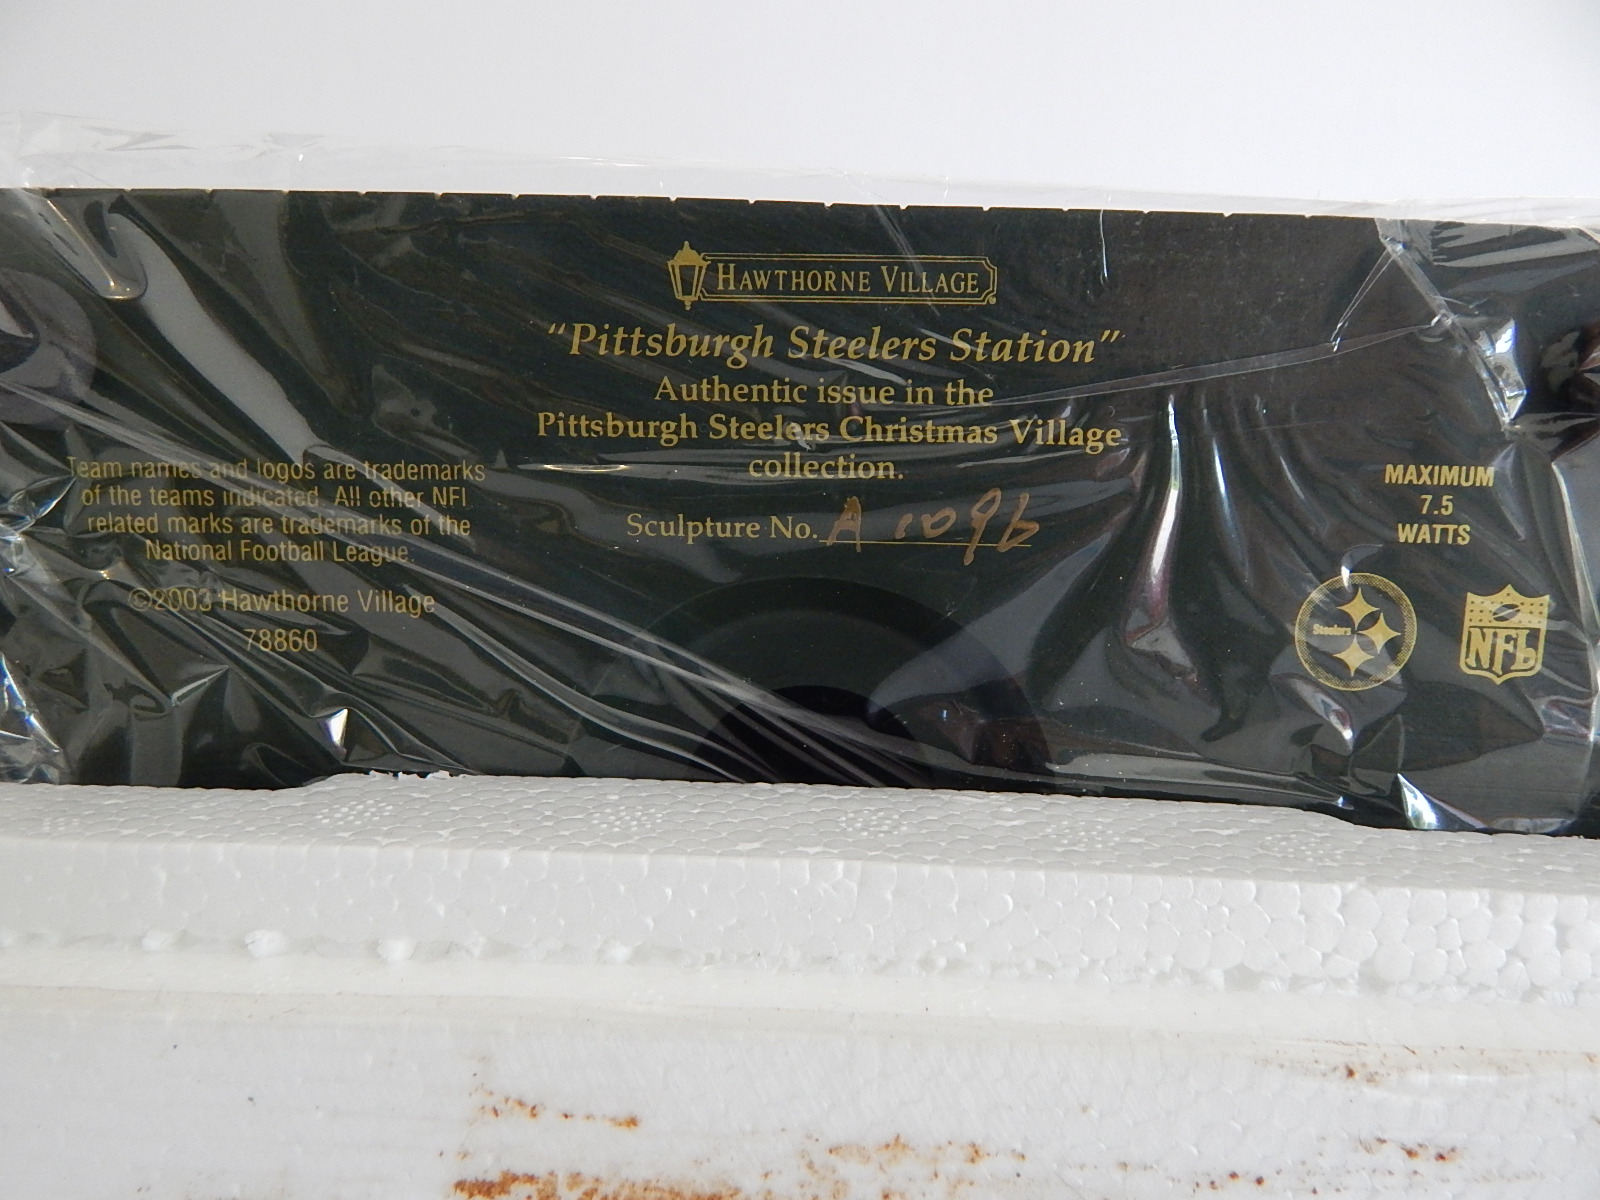 HAWTHORNE VILLAGE
"Pittsburgh Steelers Station"
Authentic issue in the
Pittsburgh Steelers Christmas Village
collection.
Sculpture No. A 1096
Team names and logos are trademarks
of the teams indicated. All other NFL
related marks are trademarks of the
National Football League.
©2003 Hawthorne Village
78860
MAXIMUM
7.5
WATTS
Steelers
NFL